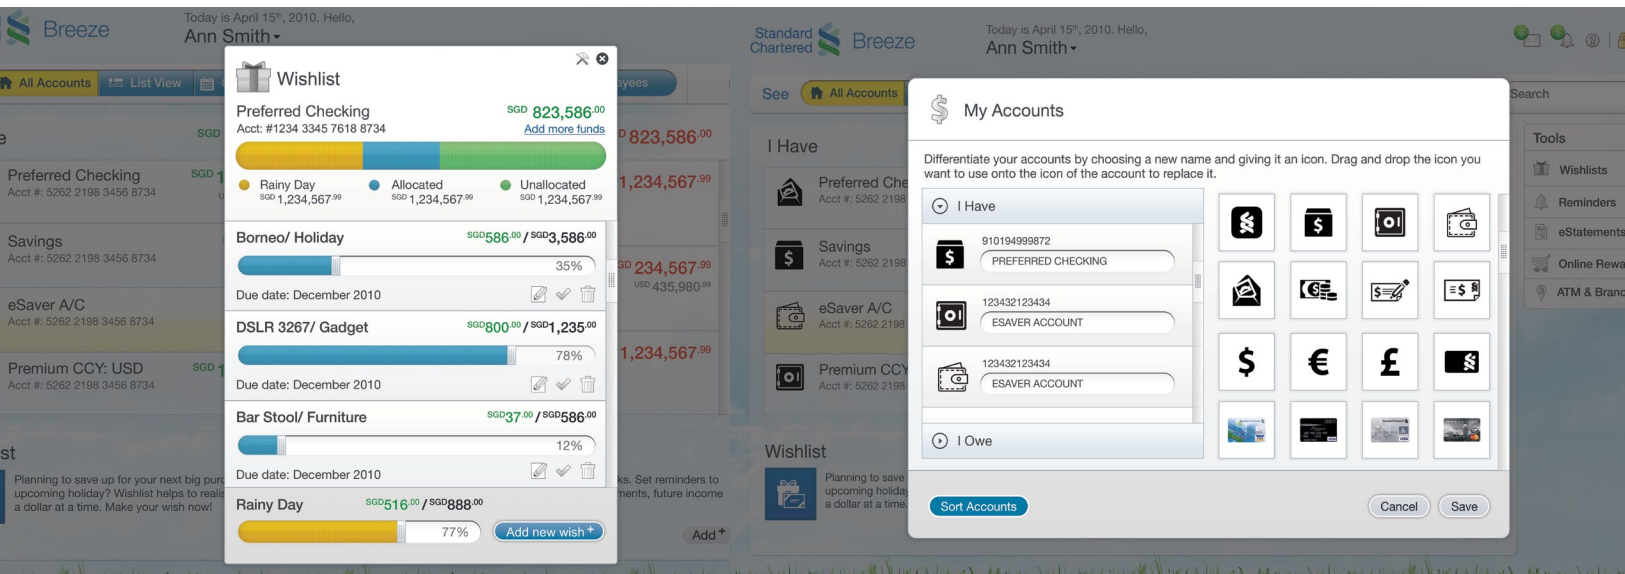 Breeze
Today is April 15th, 2010. Hello,
Ann Smith
All Accounts
List View
ayees
SGD
D 823,586.00
Preferred Checking
Acct #: 5262 2198 3456 8734
SGD 1
1,234,567.99
Savings
Acct #: 5262 2198 3456 8734
SGD 234,567.99
USD 435,980.99
eSaver A/C
Acct #: 5262 2198 3456 8734
Premium CCY: USD
Acct #: 5262 2198 3456 8734
SGD 1
1,234,567.99
st
Planning to save up for your next big purc
upcoming holiday? Wishlist helps to realis
a dollar at a time. Make your wish now!
ks. Set reminders to
ments, future income
Add+
Wishlist
Preferred Checking
SGD 823,586.00
Acct: #1234 3345 7618 8734
Add more funds
Rainy Day
SGD 1,234,567.99
Allocated
SGD 1,234,567.99
Unallocated
SGD 1,234,567.99
Borneo/ Holiday
SGD586.00 / SGD3,586.00
35%
Due date: December 2010
DSLR 3267/ Gadget
SGD800.00 / SGD1,235.00
78%
Due date: December 2010
Bar Stool/ Furniture
SGD37.00 / SGD586.00
12%
Due date: December 2010
Rainy Day
SGD516.00 / SGD888.00
77%
Add new wish+
Standard
Chartered
Breeze
Today is April 15th, 2010. Hello,
Ann Smith
See
All Accounts
Search
I Have
Preferred Che
Acct #: 5262 2198
Savings
Acct #: 5262 2198
eSaver A/C
Acct #: 5262 2198
Premium CCY
Acct #: 5262 2198
Wishlist
Planning to save
upcoming holiday
a dollar at a time.
Tools
Wishlists
Reminders
eStatements
Online Rewa
ATM & Branc
My Accounts
Differentiate your accounts by choosing a new name and giving it an icon. Drag and drop the icon you
want to use onto the icon of the account to replace it.
I Have
910194999872
PREFERRED CHECKING
123432123434
ESAVER ACCOUNT
123432123434
ESAVER ACCOUNT
I Owe
Sort Accounts
Cancel
Save